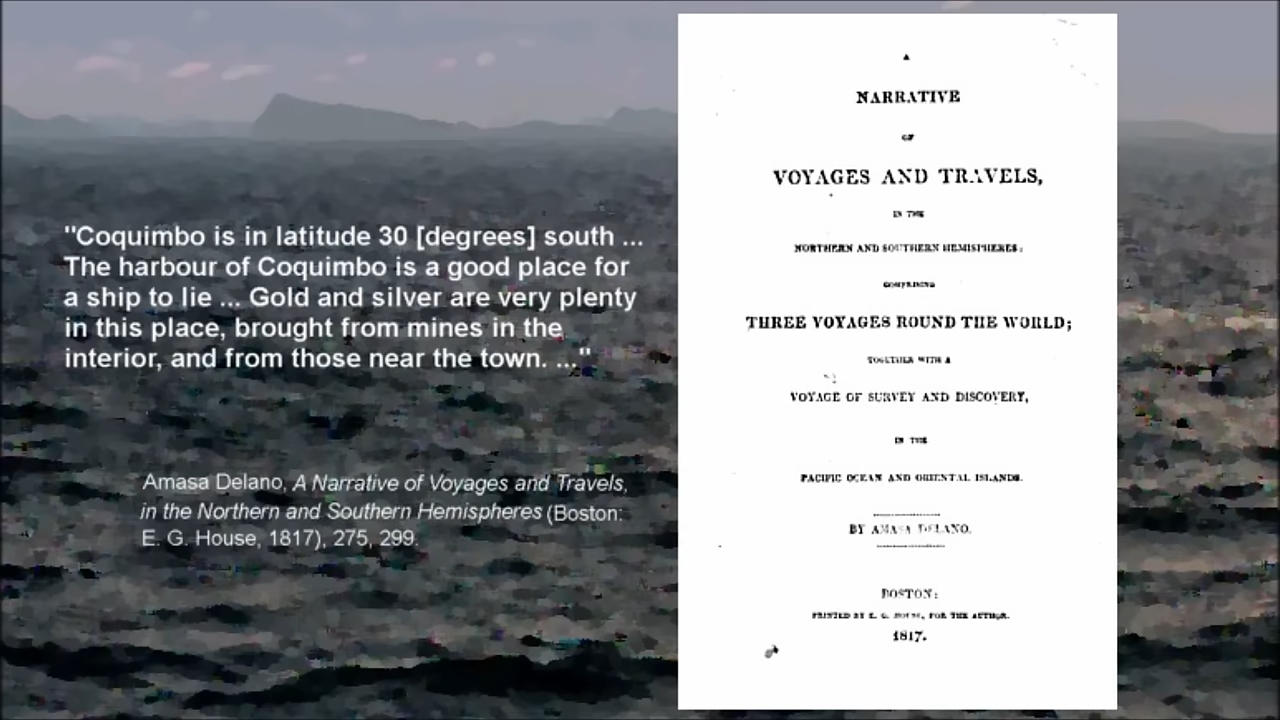 "Coquimbo is in latitude 30 [degrees] south ...
The harbour of Coquimbo is a good place for
a ship to lie ... Gold and silver are very plenty
in this place, brought from mines in the
interior, and from those near the town. ..."
Amasa Delano, A Narrative of Voyages and Travels,
in the Northern and Southern Hemispheres (Boston:
E. G. House, 1817), 275, 299.
A
NARRATIVE
OF
VOYAGES AND TRAVELS,
IN THE
NORTHERN AND SOUTHERN HEMISPHERES:
COMPRISING
THREE VOYAGES ROUND THE WORLD;
TOGETHER WITH A
VOYAGE OF SURVEY AND DISCOVERY,
IN THE
PACIFIC OCEAN AND ORIENTAL ISLANDS.
BY AMASA DELANO.
BOSTON:
PRINTED BY E. G. HOUSE, FOR THE AUTHOR.
1817.